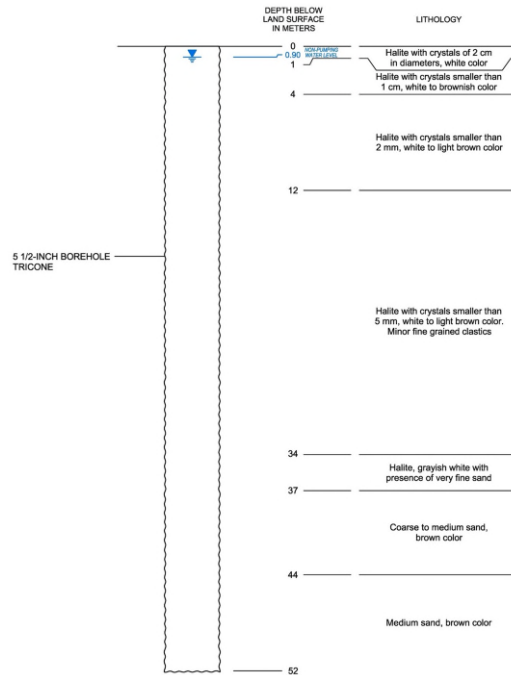 DEPTH BELOW
LAND SURFACE
IN METERS
LITHOLOGY
0
0.90
NON-PUMPING
WATER LEVEL
Halite with crystals of 2 cm
in diameters, white color
1
Halite with crystals smaller than
1 cm, white to brownish color
4
Halite with crystals smaller than
2 mm, white to light brown color
12
5 1/2-INCH BOREHOLE
TRICONE
Halite with crystals smaller than
5 mm, white to light brown color.
Minor fine grained clastics
34
Halite, grayish white with
presence of very fine sand
37
Coarse to medium sand,
brown color
44
Medium sand, brown color
52